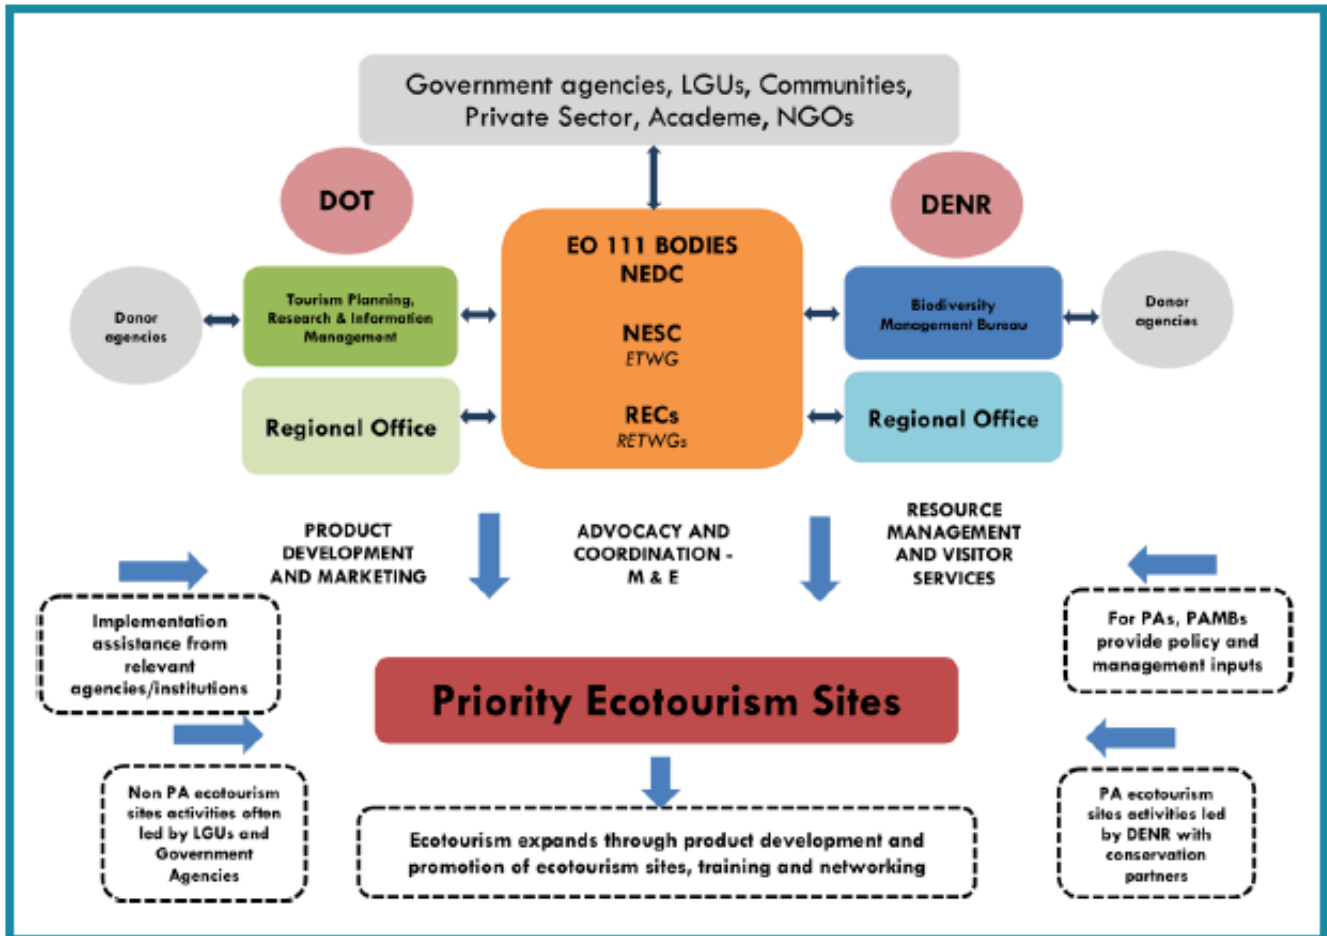 Government agencies, LGUs, Communities,
Private Sector, Academe, NGOs
DOT
DENR
EO 111 BODIES
NEDC
NESC
ETWG
RECs
RETWGs
Donor
agencies
Tourism Planning,
Research & Information
Management
Regional Office
Biodiversity
Management Bureau
Regional Office
Donor
agencies
PRODUCT
DEVELOPMENT
AND MARKETING
ADVOCACY AND
COORDINATION -
M & E
RESOURCE
MANAGEMENT
AND VISITOR
SERVICES
Implementation
assistance from
relevant
agencies/institutions
For PAs, PAMBs
provide policy and
management inputs
Priority Ecotourism Sites
Non PA ecotourism
sites activities often
led by LGUs and
Government
Agencies
Ecotourism expands through product development and
promotion of ecotourism sites, training and networking
PA ecotourism
sites activities led
by DENR with
conservation
partners